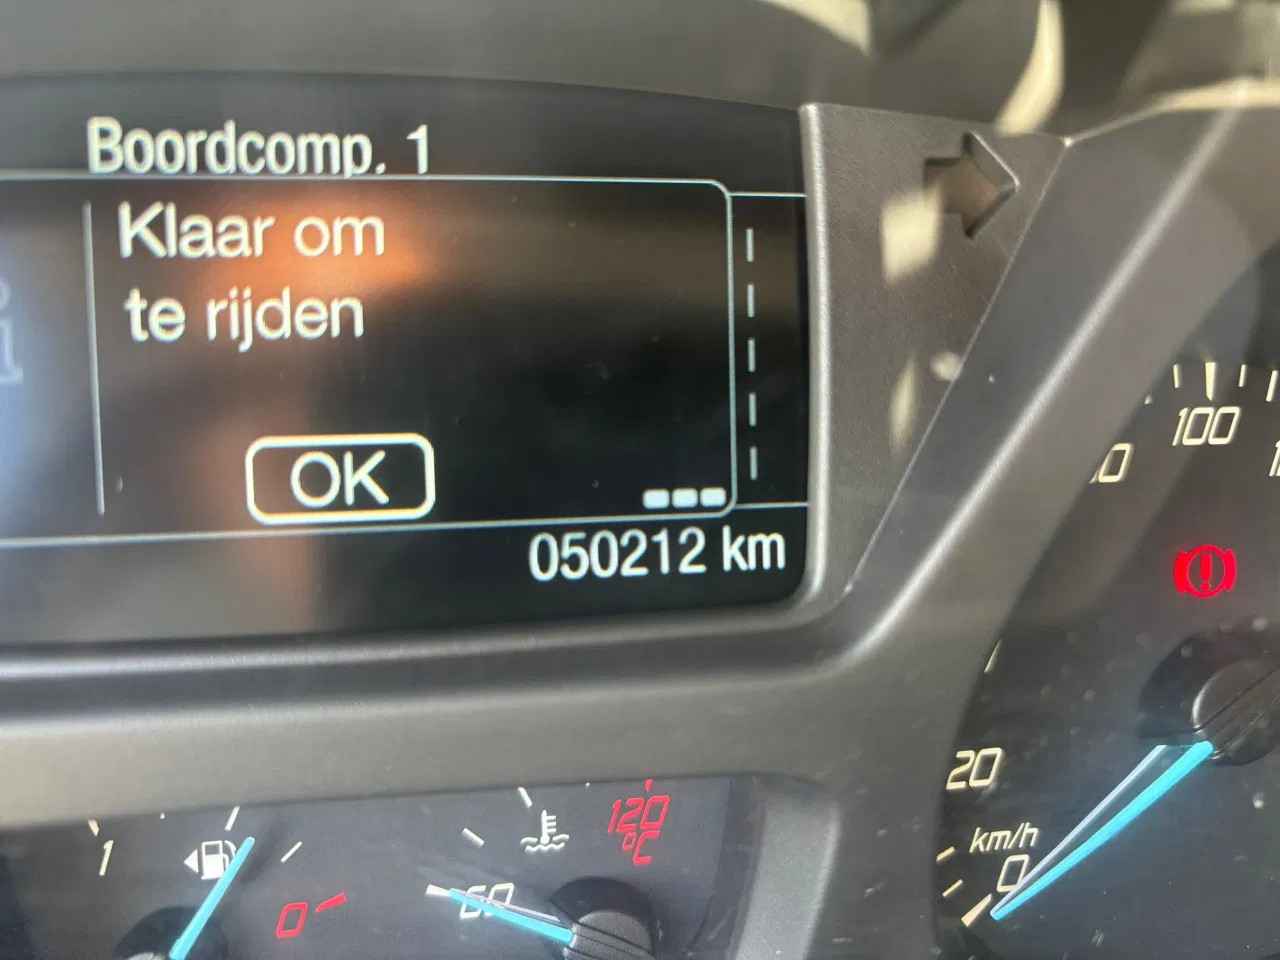 Boordcomp. 1
Klaar om
te rijden
OK
050212 km
100
20
km/h
0
1
0
60
120
°C